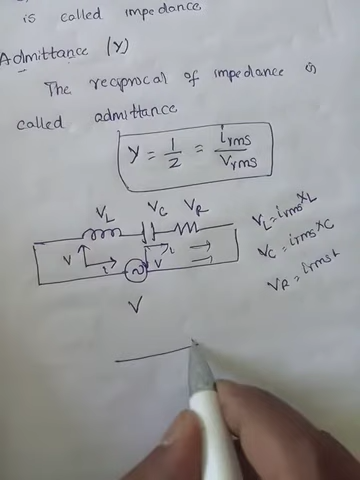 is called impedance
Admittance (Y)
The reciprocal of impedance is
called admittance
Y = 1/Z = irms/Vrms
VL VC VR
V i V i
V
VL = irms XL
VC = irms XC
VR = irms